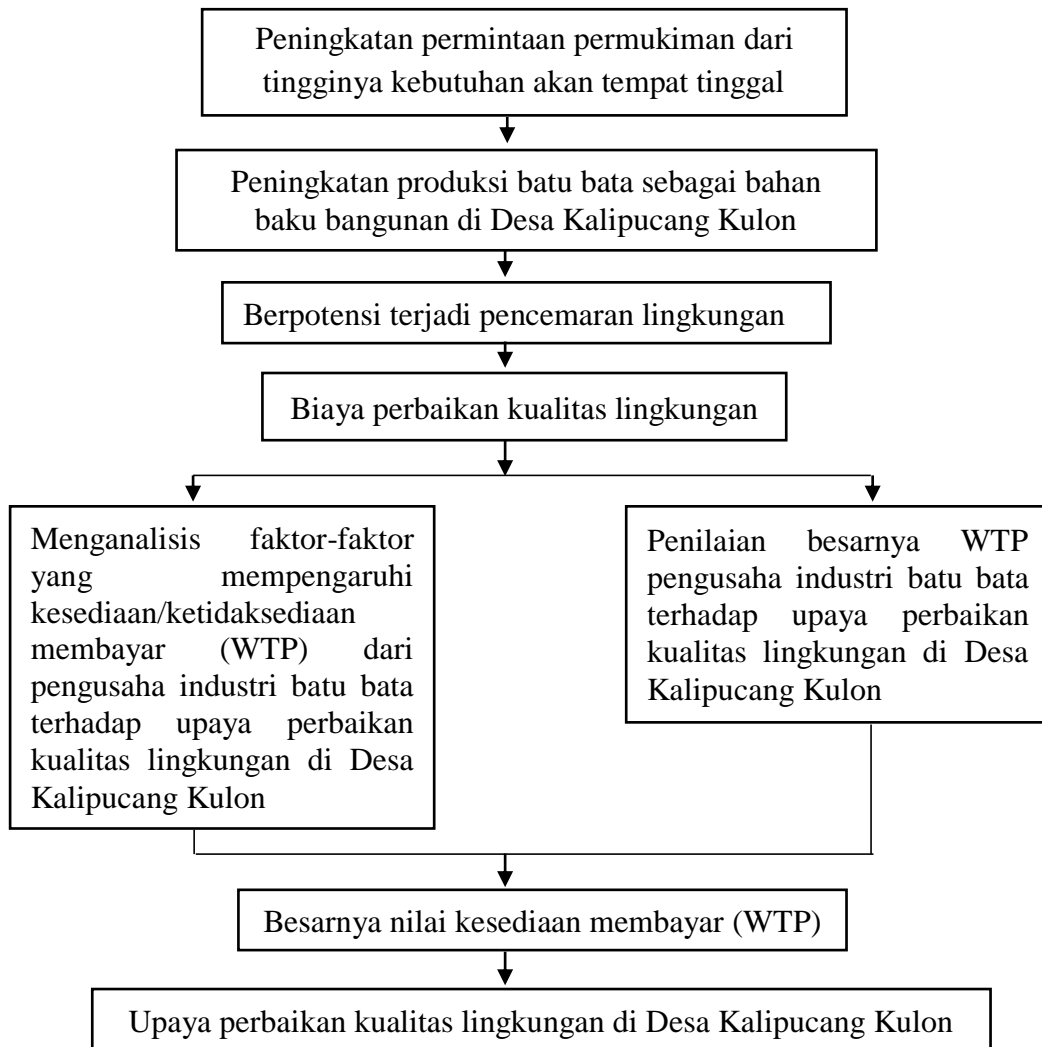 Peningkatan permintaan permukiman dari
tingginya kebutuhan akan tempat tinggal
Peningkatan produksi batu bata sebagai bahan
baku bangunan di Desa Kalipucang Kulon
Berpotensi terjadi pencemaran lingkungan
Biaya perbaikan kualitas lingkungan
Menganalisis faktor-faktor
yang mempengaruhi
kesediaan/ketidaksediaan
membayar (WTP) dari
pengusaha industri batu bata
terhadap upaya perbaikan
kualitas lingkungan di Desa
Kalipucang Kulon
Penilaian besarnya WTP
pengusaha industri batu bata
terhadap upaya perbaikan
kualitas lingkungan di Desa
Kalipucang Kulon
Besarnya nilai kesediaan membayar (WTP)
Upaya perbaikan kualitas lingkungan di Desa Kalipucang Kulon